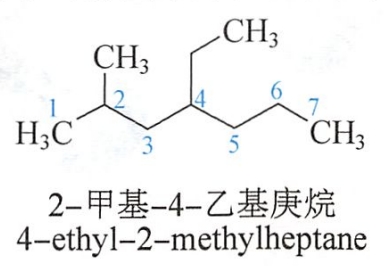 CH₃
CH₃
1
2
4
6
7
H₃C
3
5
CH₃
2-甲基-4-乙基庚烷
4-ethyl-2-methylheptane